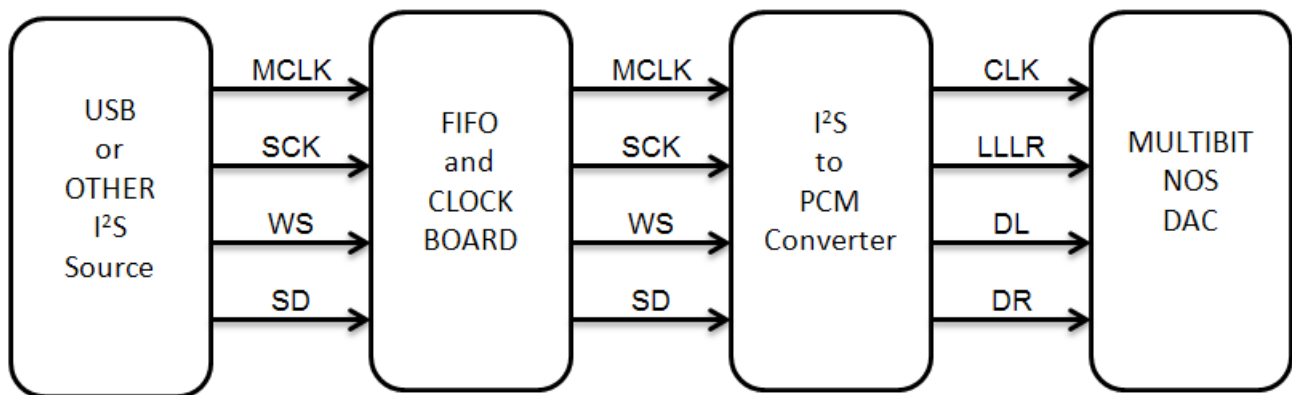 USB
or
OTHER
I²S
Source
MCLK
SCK
WS
SD
FIFO
and
CLOCK
BOARD
MCLK
SCK
WS
SD
I²S
to
PCM
Converter
CLK
LLLR
DL
DR
MULTIBIT
NOS
DAC